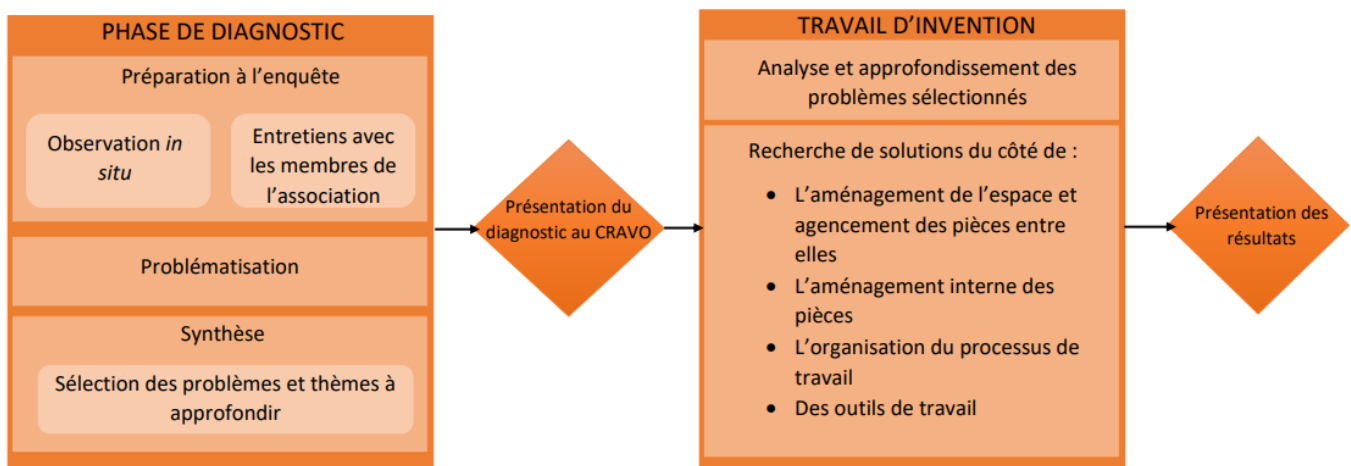 PHASE DE DIAGNOSTIC
Préparation à l’enquête
Observation in
situ
Entretiens avec
les membres de
l’association
Problématisation
Synthèse
Sélection des problèmes et thèmes à
approfondir
Présentation du
diagnostic au CRAVO
TRAVAIL D’INVENTION
Analyse et approfondissement des
problèmes sélectionnés
Recherche de solutions du côté de :
• L’aménagement de l’espace et
agencement des pièces entre
elles
• L’aménagement interne des
pièces
• L’organisation du processus de
travail
• Des outils de travail
Présentation des
résultats